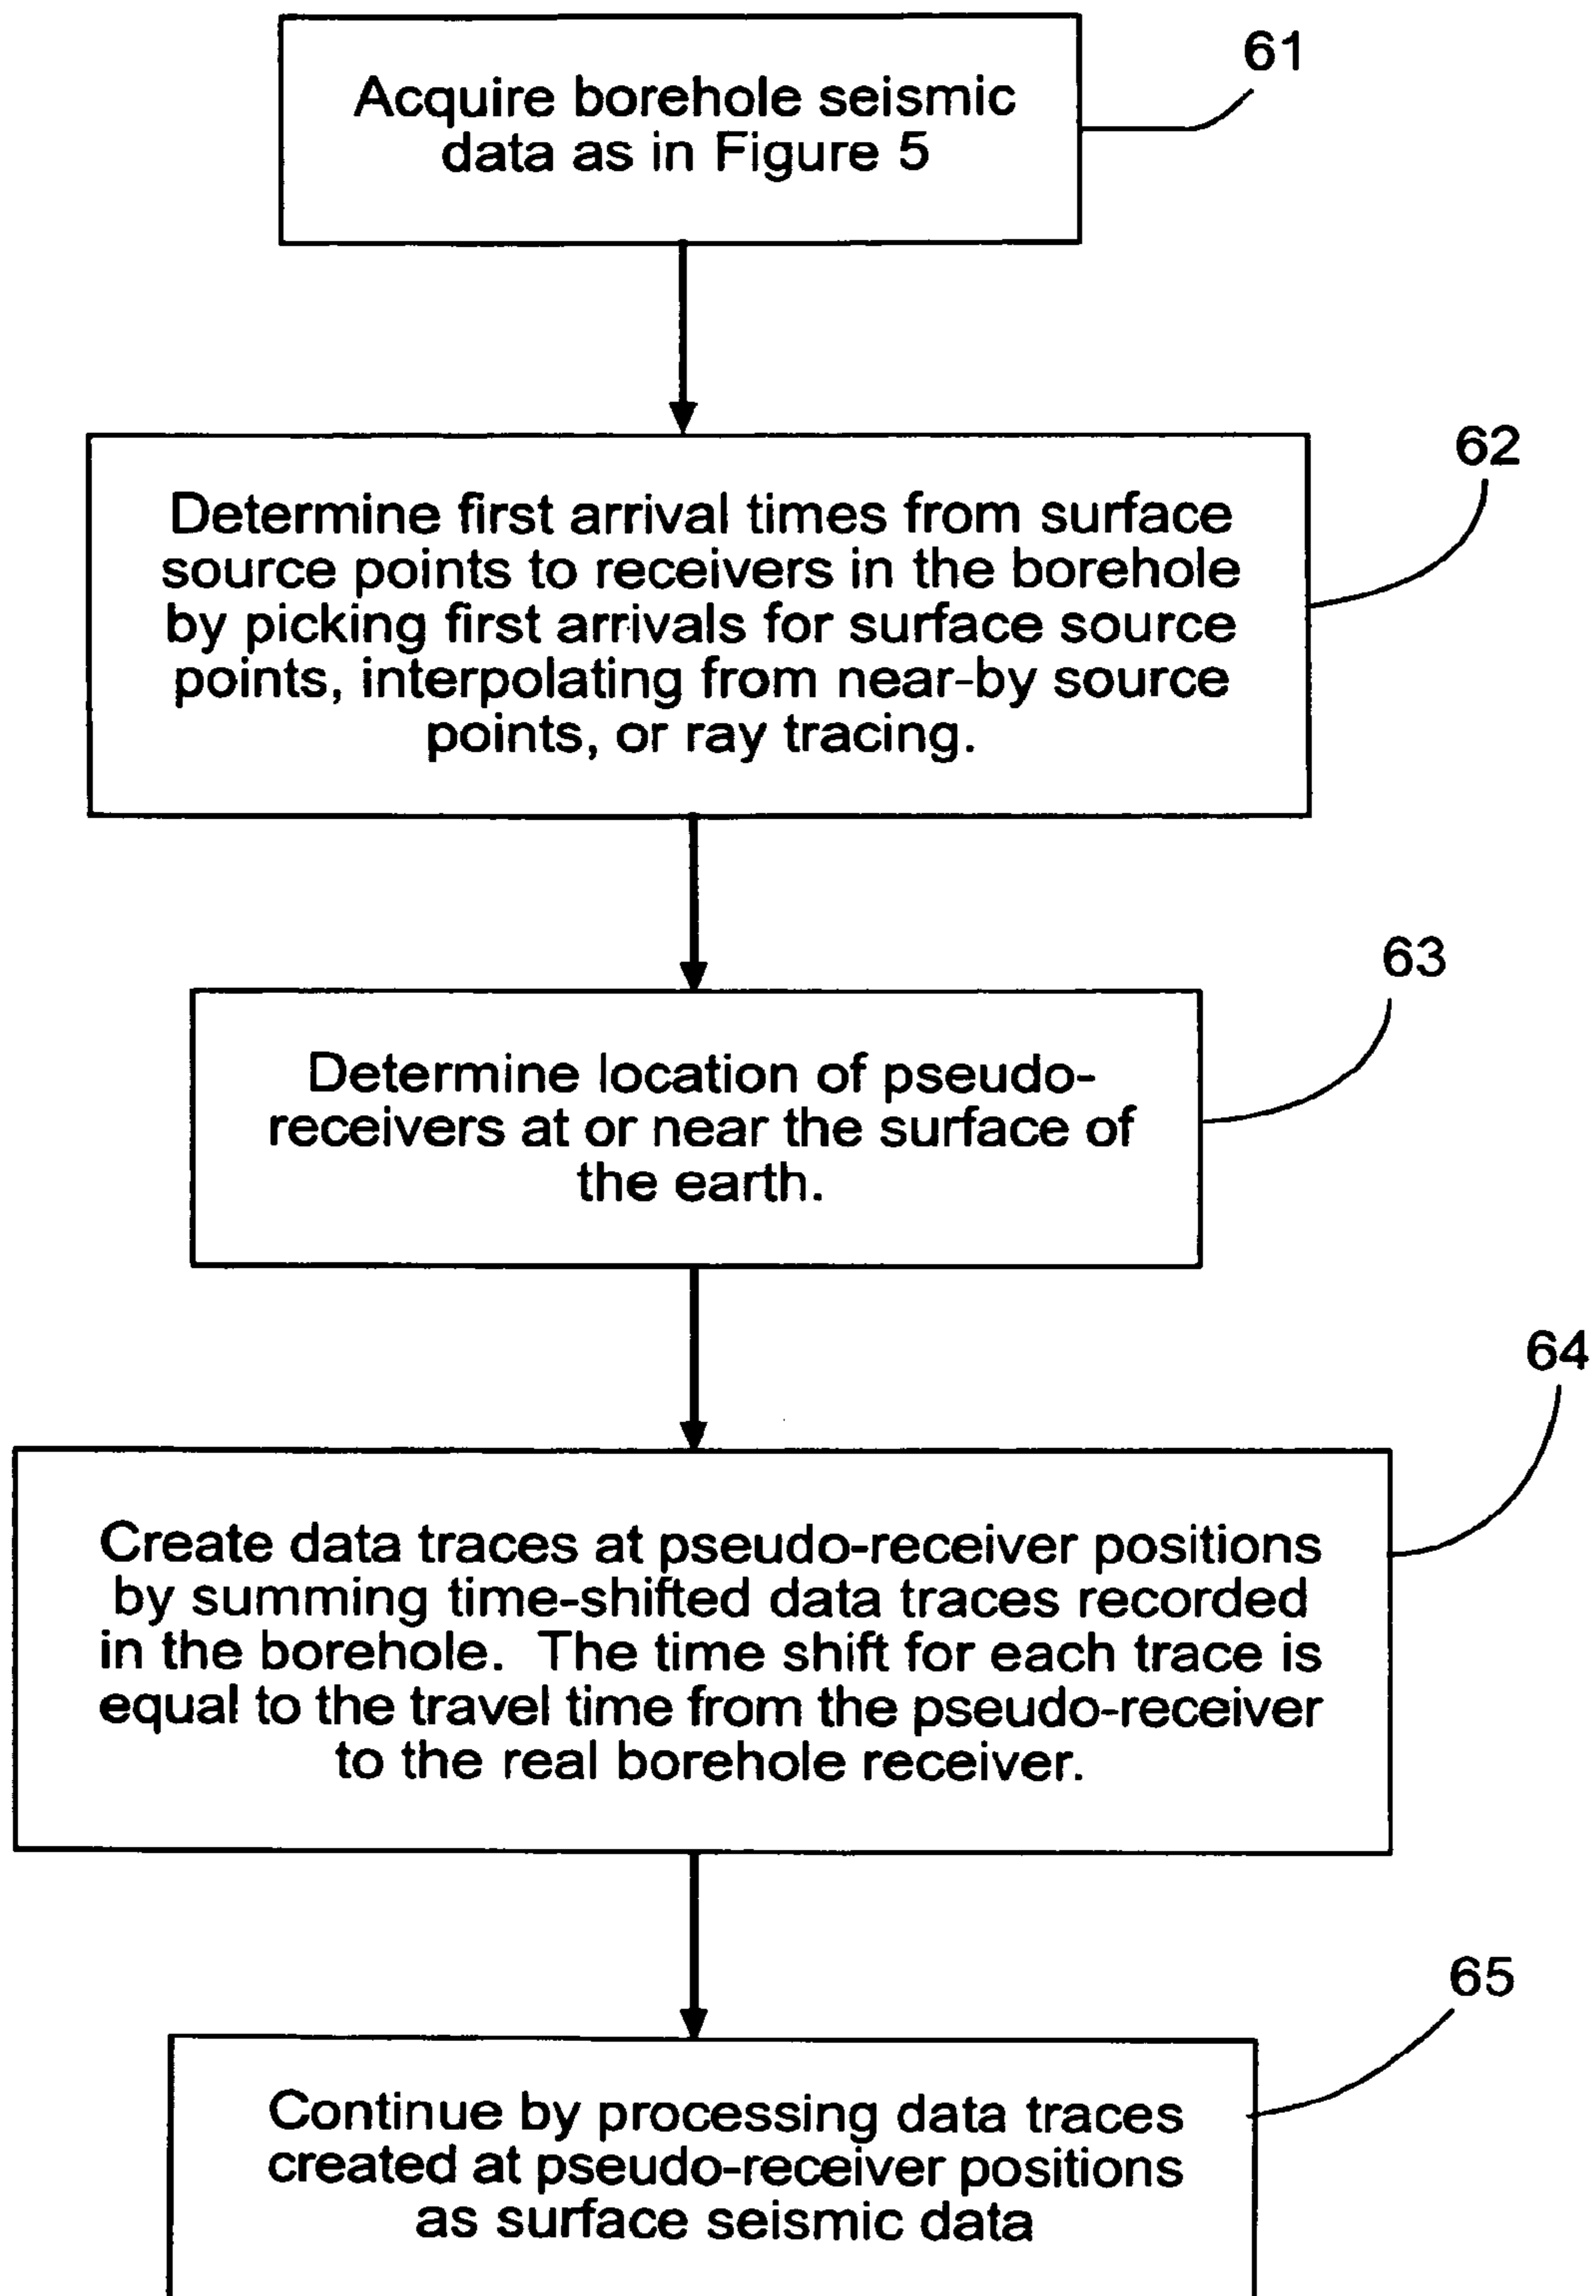 61
Acquire borehole seismic
data as in Figure 5
62
Determine first arrival times from surface
source points to receivers in the borehole
by picking first arrivals for surface source
points, interpolating from near-by source
points, or ray tracing.
63
Determine location of pseudo-
receivers at or near the surface of
the earth.
64
Create data traces at pseudo-receiver positions
by summing time-shifted data traces recorded
in the borehole.  The time shift for each trace is
equal to the travel time from the pseudo-receiver
to the real borehole receiver.
65
Continue by processing data traces
created at pseudo-receiver positions
as surface seismic data